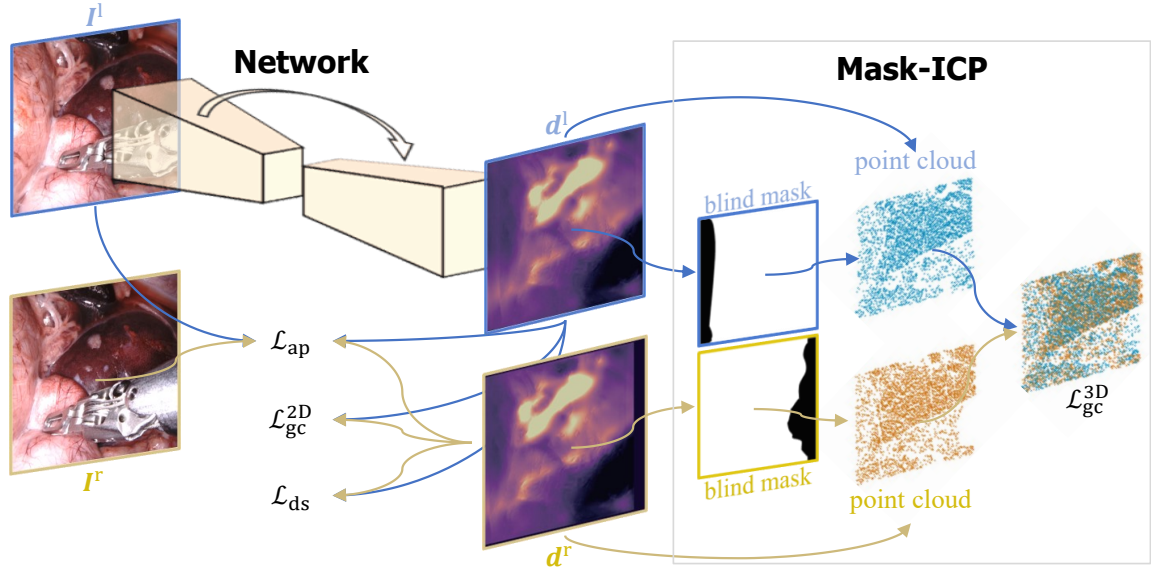 I^l
Network
Mask-ICP
d^l
point cloud
blind mask
ℒ_ap
ℒ_gc^2D
ℒ_gc^3D
I^r
blind mask
ℒ_ds
point cloud
d^r